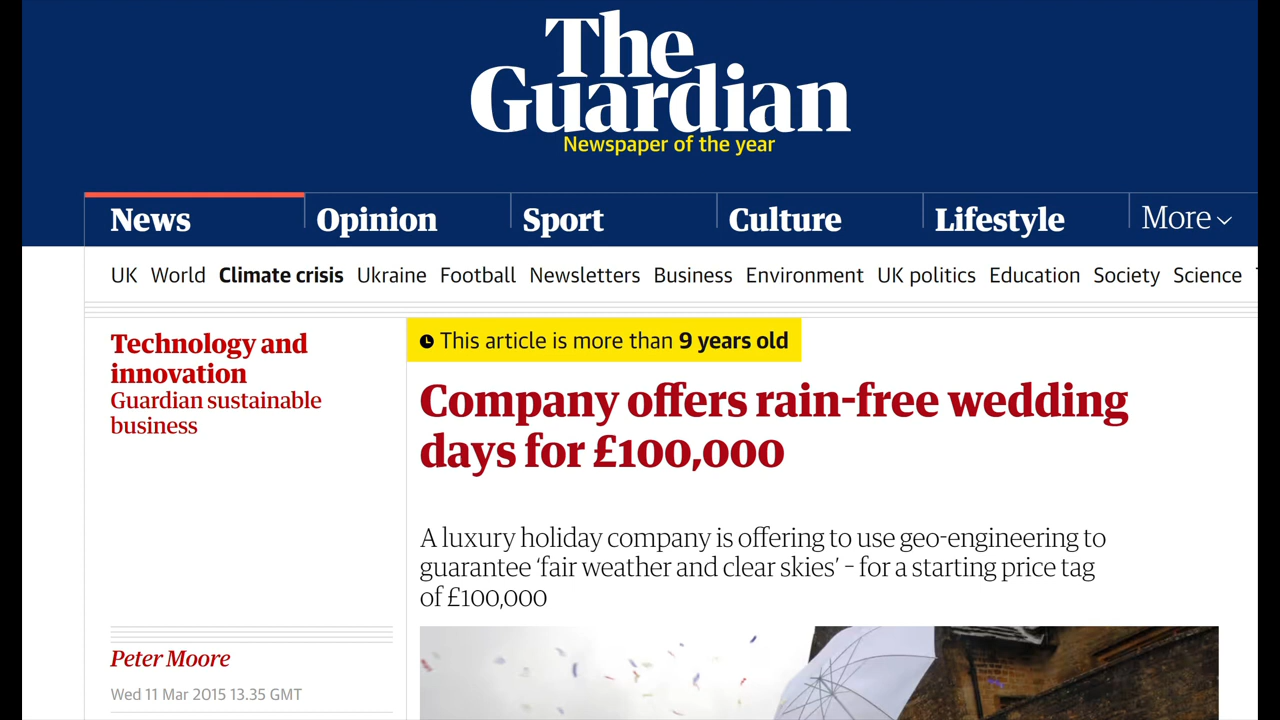 The
Guardian
Newspaper of the year
News Opinion Sport Culture Lifestyle More
UK World Climate crisis Ukraine Football Newsletters Business Environment UK politics Education Society Science
Technology and
innovation
Guardian sustainable
business
This article is more than 9 years old
Company offers rain-free wedding
days for £100,000
A luxury holiday company is offering to use geo-engineering to
guarantee ‘fair weather and clear skies’ – for a starting price tag
of £100,000
Peter Moore
Wed 11 Mar 2015 13.35 GMT